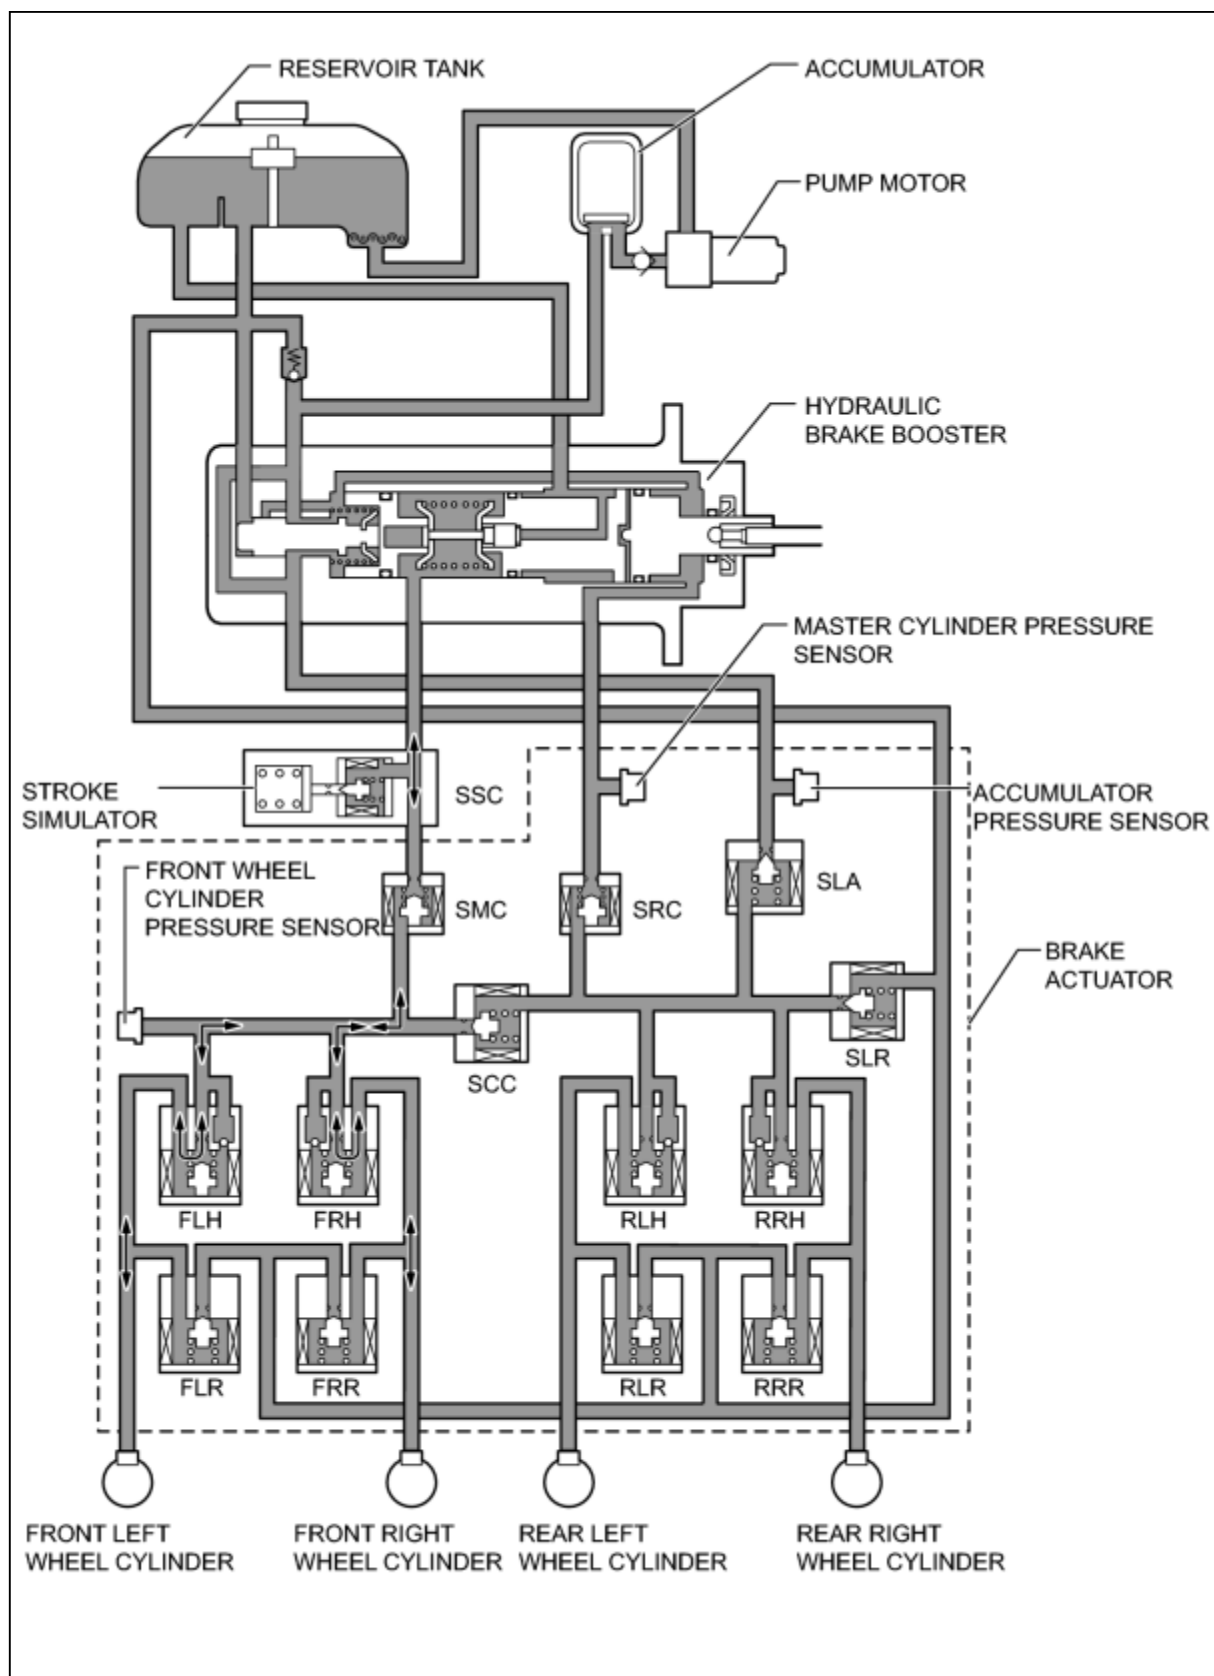 RESERVOIR TANK
ACCUMULATOR
PUMP MOTOR
HYDRAULIC
BRAKE BOOSTER
MASTER CYLINDER PRESSURE
SENSOR
STROKE
SIMULATOR
SSC
ACCUMULATOR
PRESSURE SENSOR
FRONT WHEEL
CYLINDER
PRESSURE SENSOR
SMC
SRC
SLA
BRAKE
ACTUATOR
SCC
SLR
FLH
FRH
RLH
RRH
FLR
FRR
RLR
RRR
FRONT LEFT
WHEEL CYLINDER
FRONT RIGHT
WHEEL CYLINDER
REAR LEFT
WHEEL CYLINDER
REAR RIGHT
WHEEL CYLINDER